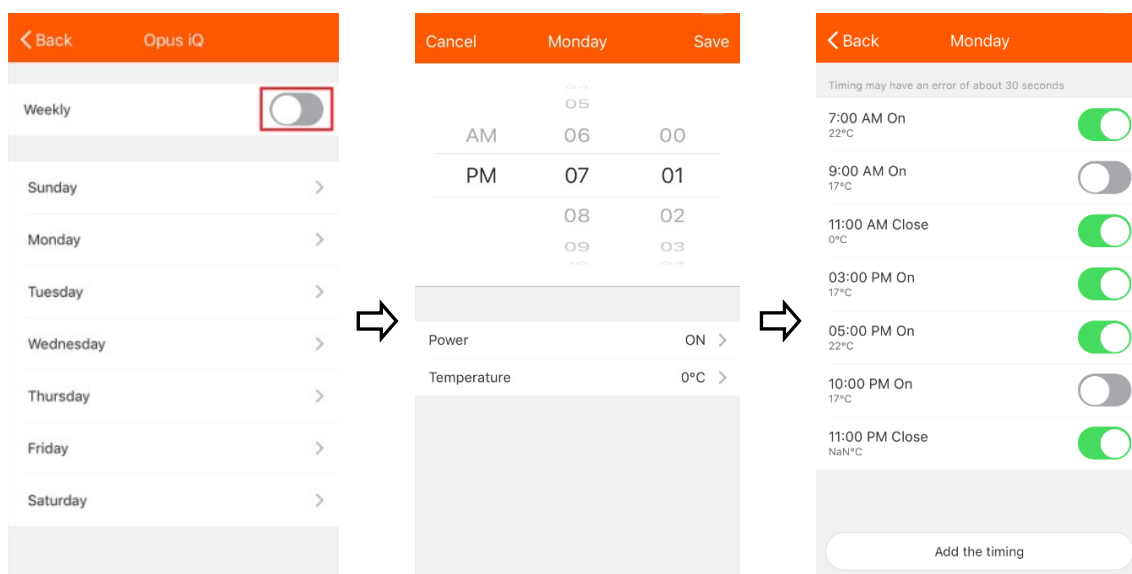 Back Opus iQ
Weekly
Sunday
Monday
Tuesday
Wednesday
Thursday
Friday
Saturday
Cancel Monday Save
05
AM 06 00
PM 07 01
08 02
09 03
Power ON
Temperature 0°C
Back Monday
Timing may have an error of about 30 seconds
7:00 AM On
22°C
9:00 AM On
17°C
11:00 AM Close
0°C
03:00 PM On
17°C
05:00 PM On
22°C
10:00 PM On
17°C
11:00 PM Close
NaN°C
Add the timing